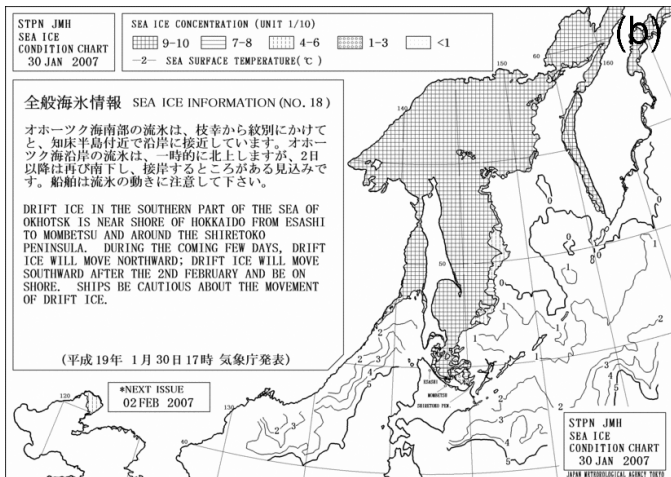 STPN JMH
SEA ICE
CONDITION CHART
30 JAN 2007
SEA ICE CONCENTRATION (UNIT 1/10)
9-10 7-8 4-6 1-3 <1
—2— SEA SURFACE TEMPERATURE(℃)
(b)
全般海氷情報 SEA ICE INFORMATION (NO. 18)
オホーツク海南部の流氷は、枝幸から紋別にかけて
と、知床半島付近で沿岸に接近しています。オホー
ツク海沿岸の流氷は、一時的に北上しますが、2日
以降は再び南下し、接岸するところがある見込みで
す。船舶は流氷の動きに注意して下さい。
DRIFT ICE IN THE SOUTHERN PART OF THE SEA OF
OKHOTSK IS NEAR SHORE OF HOKKAIDO FROM ESASHI
TO MOMBETSU AND AROUND THE SHIRETOKO
PENINSULA. DURING THE COMING FEW DAYS, DRIFT
ICE WILL MOVE NORTHWARD; DRIFT ICE WILL MOVE
SOUTHWARD AFTER THE 2ND FEBRUARY AND BE ON
SHORE. SHIPS BE CAUTIOUS ABOUT THE MOVEMENT
OF DRIFT ICE.
(平成19年 1月30日17時 気象庁発表)
*NEXT ISSUE
02 FEB 2007
120
130
140
150
160
60
50
60
ESASHI
MOMBETSU
SHIRETOKO PEN.
STPN JMH
SEA ICE
CONDITION CHART
30 JAN 2007
JAPAN METEOROLOGICAL AGENCY TOKYO